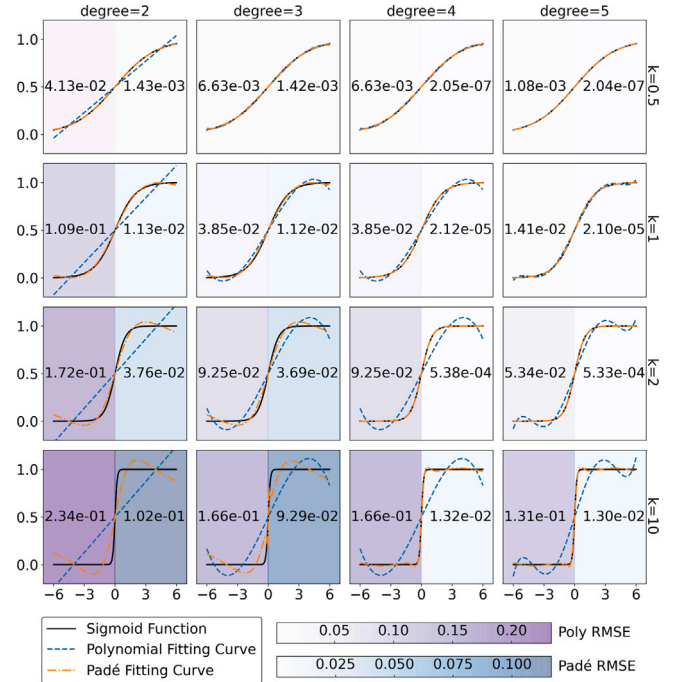 degree=2 degree=3 degree=4 degree=5
1.0
0.5 4.13e-02 1.43e-03 6.63e-03 1.42e-03 6.63e-03 2.05e-07 1.08e-03 2.04e-07 k=0.5
0.0
1.0
0.5 1.09e-01 1.13e-02 3.85e-02 1.12e-02 3.85e-02 2.12e-05 1.41e-02 2.10e-05 k=1
0.0
1.0
0.5 1.72e-01 3.76e-02 9.25e-02 3.69e-02 9.25e-02 5.38e-04 5.34e-02 5.33e-04 k=2
0.0
1.0
0.5 2.34e-01 1.02e-01 1.66e-01 9.29e-02 1.66e-01 1.32e-02 1.31e-01 1.30e-02 k=10
0.0
−6 −3 0 3 6 −6 −3 0 3 6 −6 −3 0 3 6 −6 −3 0 3 6
Sigmoid Function
Polynomial Fitting Curve
Padé Fitting Curve
0.05 0.10 0.15 0.20 Poly RMSE
0.025 0.050 0.075 0.100 Padé RMSE